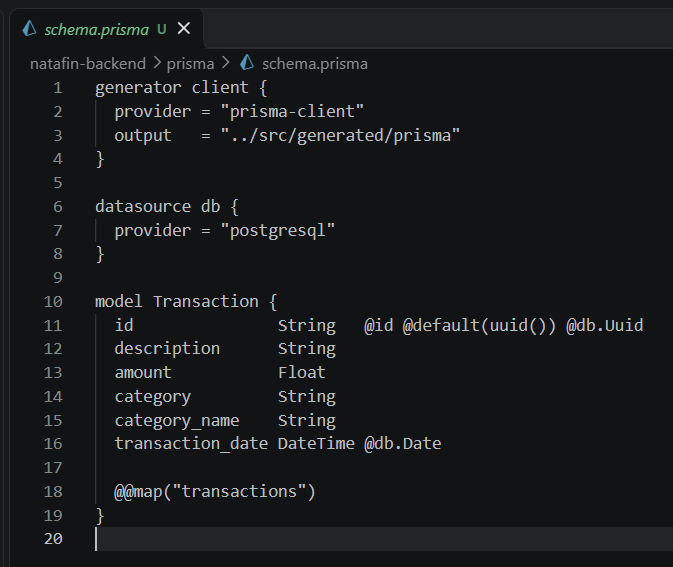 schema.prisma U
natafin-backend > prisma > schema.prisma
1 generator client {
2   provider = "prisma-client"
3   output   = "../src/generated/prisma"
4 }
5
6 datasource db {
7   provider = "postgresql"
8 }
9
10 model Transaction {
11   id               String   @id @default(uuid()) @db.Uuid
12   description      String
13   amount           Float
14   category         String
15   category_name    String
16   transaction_date DateTime @db.Date
17
18   @@map("transactions")
19 }
20